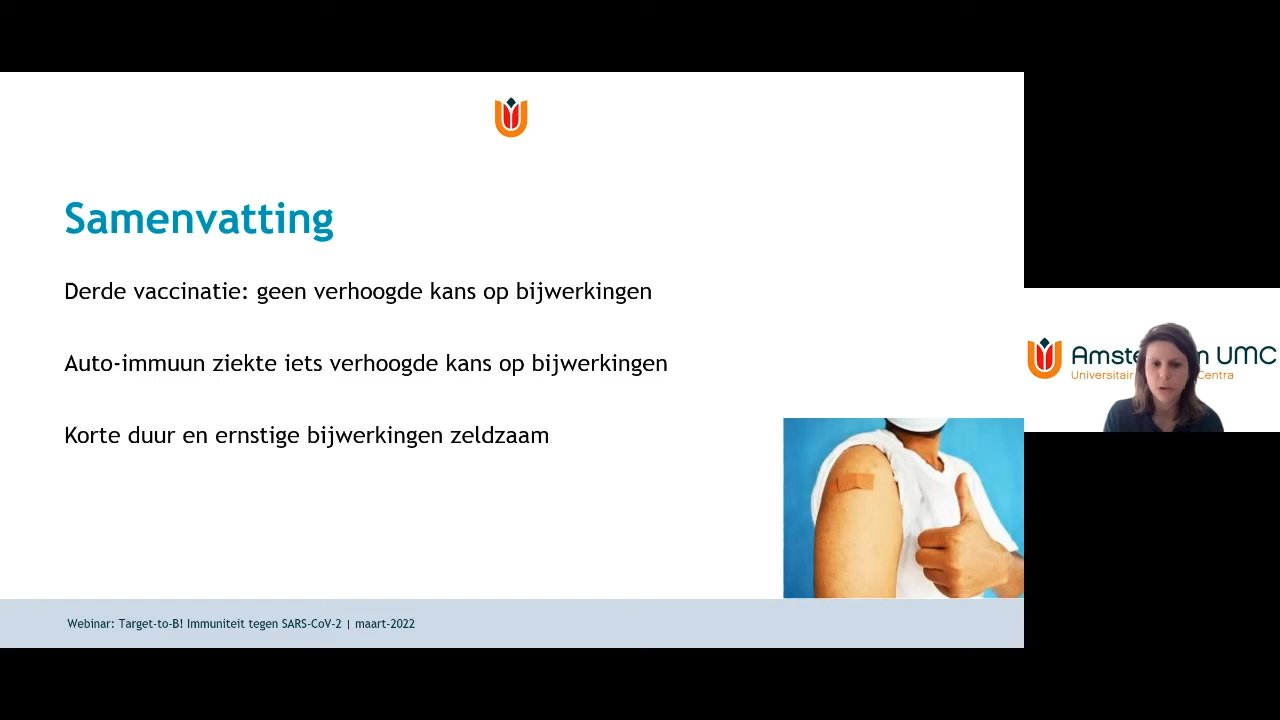 Samenvatting
Derde vaccinatie: geen verhoogde kans op bijwerkingen
Auto-immuun ziekte iets verhoogde kans op bijwerkingen
Korte duur en ernstige bijwerkingen zeldzaam
Webinar: Target-to-B! Immuniteit tegen SARS-CoV-2 | maart-2022
UMC
Centra